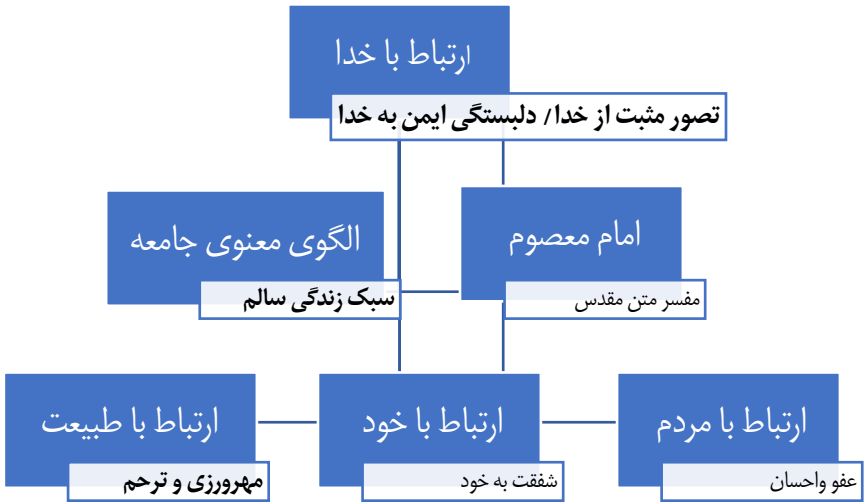 ارتباط با خدا
تصور مثبت از خدا/ دلبستگی ایمن به خدا
امام معصوم
مفسر متن مقدس
الگوی معنوی جامعه
سبک زندگی سالم
ارتباط با مردم
عفو واحسان
ارتباط با خود
شفقت به خود
ارتباط با طبیعت
مهرورزی و ترحم